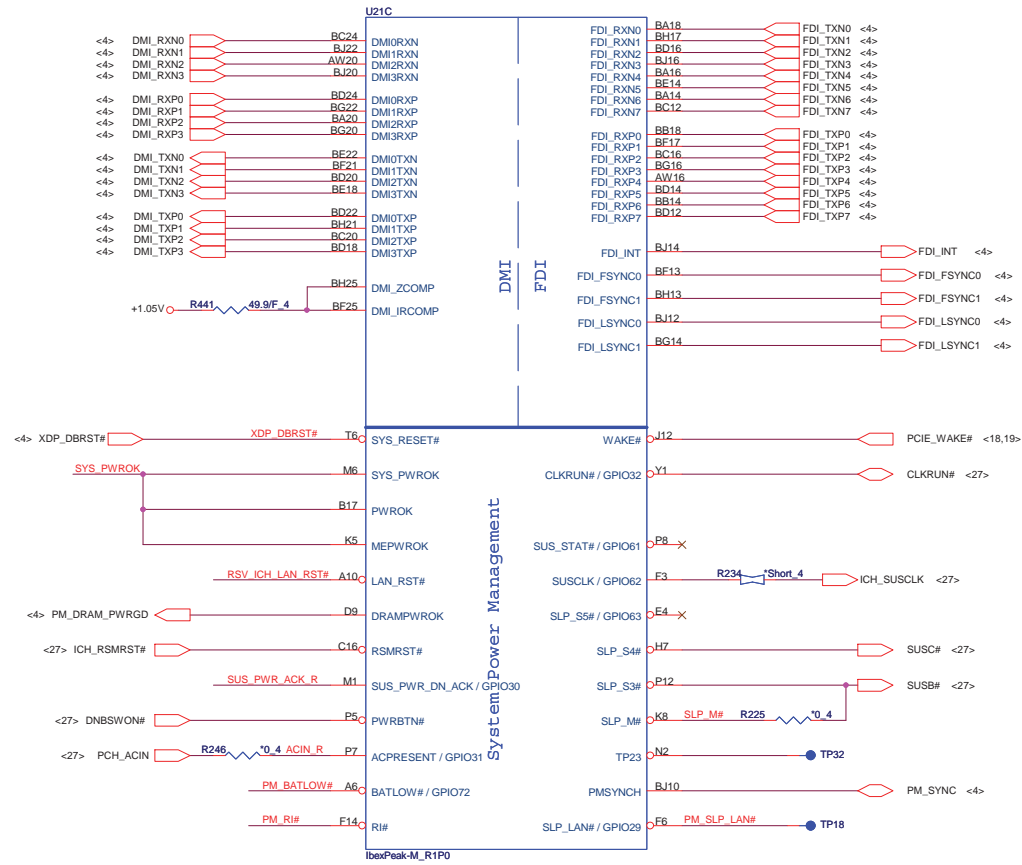 U21C
<4> DMI_RXN0 BC24 DMI0RXN
<4> DMI_RXN1 BJ22 DMI1RXN
<4> DMI_RXN2 AW20 DMI2RXN
<4> DMI_RXN3 BJ20 DMI3RXN
<4> DMI_RXP0 BD24 DMI0RXP
<4> DMI_RXP1 BG22 DMI1RXP
<4> DMI_RXP2 BA20 DMI2RXP
<4> DMI_RXP3 BG20 DMI3RXP
<4> DMI_TXN0 BE22 DMI0TXN
<4> DMI_TXN1 BF21 DMI1TXN
<4> DMI_TXN2 BD20 DMI2TXN
<4> DMI_TXN3 BE18 DMI3TXN
<4> DMI_TXP0 BD22 DMI0TXP
<4> DMI_TXP1 BH21 DMI1TXP
<4> DMI_TXP2 BC20 DMI2TXP
<4> DMI_TXP3 BD18 DMI3TXP
BH25 DMI_ZCOMP
+1.05V R441 49.9/F_4 BF25 DMI_IRCOMP
DMI
FDI
FDI_RXN0 BA18 FDI_TXN0 <4>
FDI_RXN1 BH17 FDI_TXN1 <4>
FDI_RXN2 BD16 FDI_TXN2 <4>
FDI_RXN3 BJ16 FDI_TXN3 <4>
FDI_RXN4 BA16 FDI_TXN4 <4>
FDI_RXN5 BE14 FDI_TXN5 <4>
FDI_RXN6 BA14 FDI_TXN6 <4>
FDI_RXN7 BC12 FDI_TXN7 <4>
FDI_RXP0 BB18 FDI_TXP0 <4>
FDI_RXP1 BF17 FDI_TXP1 <4>
FDI_RXP2 BC16 FDI_TXP2 <4>
FDI_RXP3 BG16 FDI_TXP3 <4>
FDI_RXP4 AW16 FDI_TXP4 <4>
FDI_RXP5 BD14 FDI_TXP5 <4>
FDI_RXP6 BB14 FDI_TXP6 <4>
FDI_RXP7 BD12 FDI_TXP7 <4>
FDI_INT BJ14 FDI_INT <4>
FDI_FSYNC0 BF13 FDI_FSYNC0 <4>
FDI_FSYNC1 BH13 FDI_FSYNC1 <4>
FDI_LSYNC0 BJ12 FDI_LSYNC0 <4>
FDI_LSYNC1 BG14 FDI_LSYNC1 <4>
<4> XDP_DBRST# XDP_DBRST# T6 SYS_RESET#
SYS_PWROK M6 SYS_PWROK
B17 PWROK
K5 MEPWROK
RSV_ICH_LAN_RST# A10 LAN_RST#
<4> PM_DRAM_PWRGD D9 DRAMPWROK
<27> ICH_RSMRST# C16 RSMRST#
SUS_PWR_ACK_R M1 SUS_PWR_DN_ACK / GPIO30
<27> DNBSWON# P5 PWRBTN#
<27> PCH_ACIN R246 *0_4 ACIN_R P7 ACPRESENT / GPIO31
PM_BATLOW# A6 BATLOW# / GPIO72
PM_RI# F14 RI#
System Power Management
WAKE# J12 PCIE_WAKE# <18,19>
CLKRUN# / GPIO32 Y1 CLKRUN# <27>
SUS_STAT# / GPIO61 P8
SUSCLK / GPIO62 F3 R234 *Short_4 ICH_SUSCLK <27>
SLP_S5# / GPIO63 E4
SLP_S4# H7 SUSC# <27>
SLP_S3# P12 SUSB# <27>
SLP_M# K8 SLP_M# R225 *0_4
TP23 N2 TP32
PMSYNCH BJ10 PM_SYNC <4>
SLP_LAN# / GPIO29 F6 PM_SLP_LAN# TP18
IbexPeak-M_R1P0